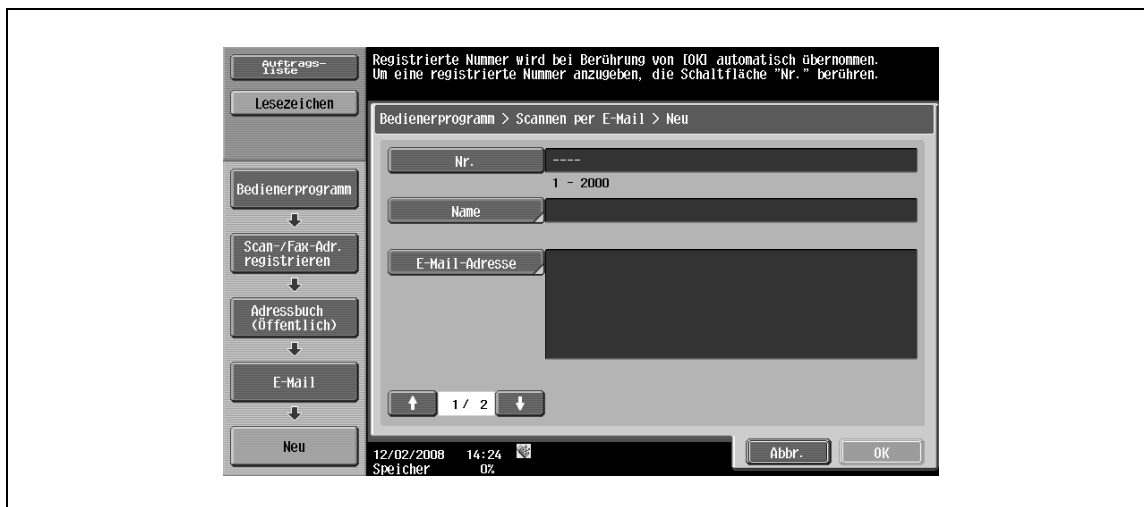 Auftrags-
liste
Lesezeichen
Registrierte Nummer wird bei Berührung von [OK] automatisch übernommen.
Um eine registrierte Nummer anzugeben, die Schaltfläche "Nr." berühren.
Bedienerprogramm > Scannen per E-Mail > Neu
Nr.
----
1 - 2000
Name
E-Mail-Adresse
Bedienerprogramm
Scan-/Fax-Adr.
registrieren
Adressbuch
(Öffentlich)
E-Mail
Neu
1/ 2
12/02/2008 14:24
Speicher 0%
Abbr.
OK